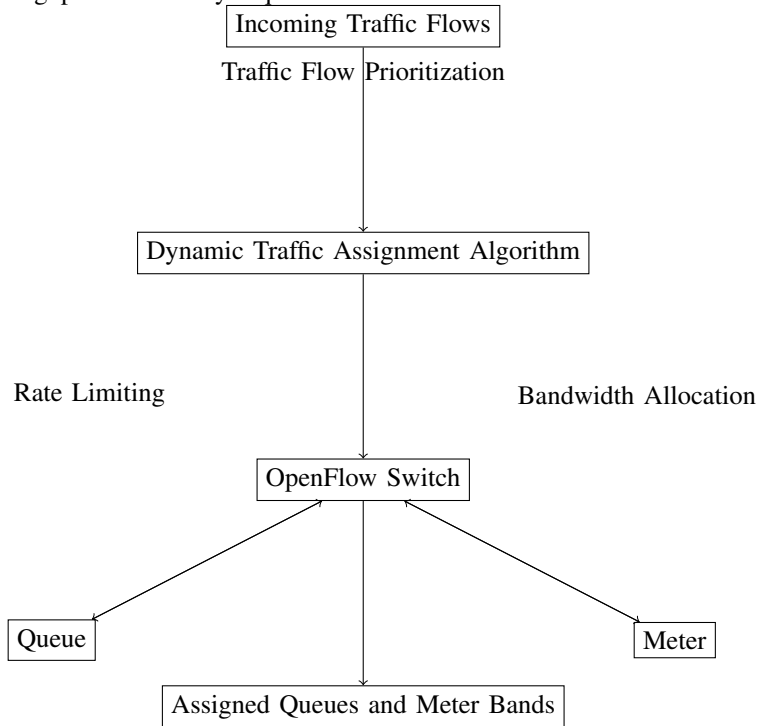 Incoming Traffic Flows
Traffic Flow Prioritization
Dynamic Traffic Assignment Algorithm
Rate Limiting
Bandwidth Allocation
OpenFlow Switch
Queue
Meter
Assigned Queues and Meter Bands